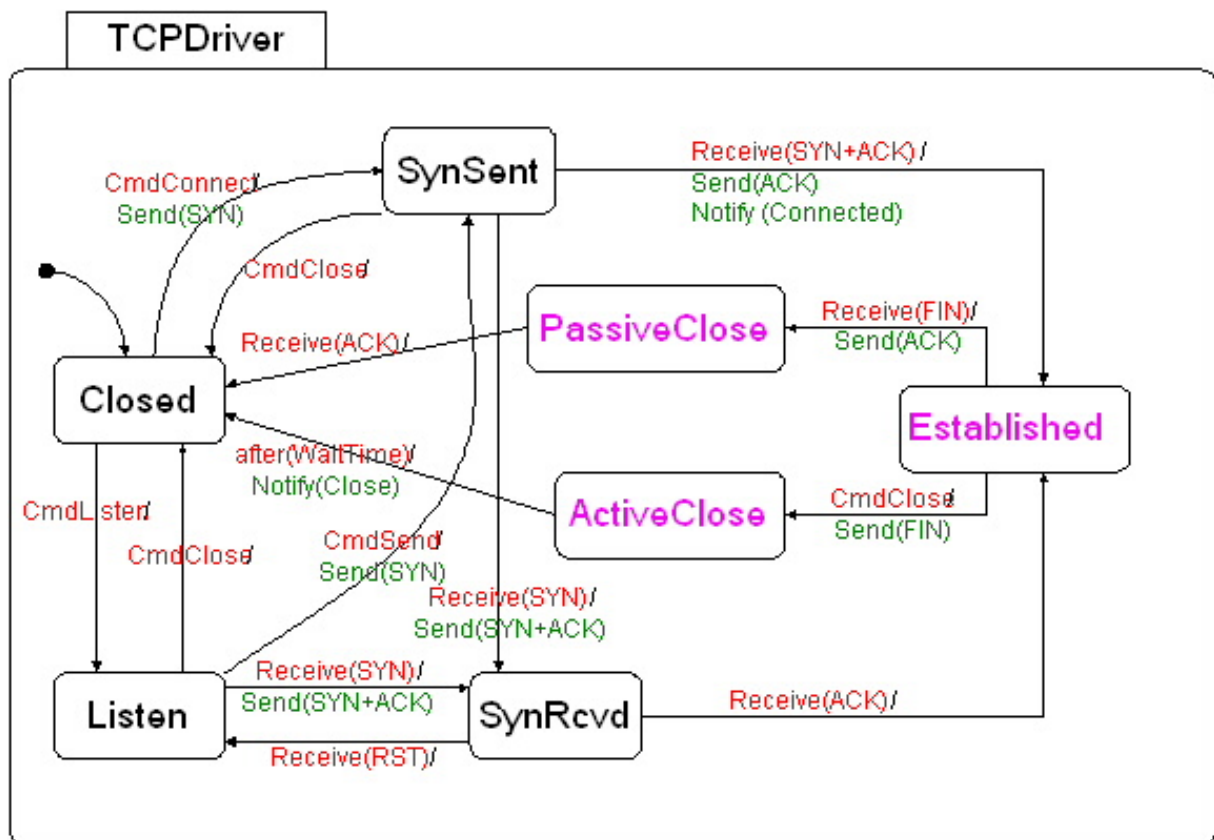 TCPDriver
SynSent
Receive(SYN+ACK)/
Send(ACK)
Notify (Connected)
CmdConnect/
Send(SYN)
CmdClose/
PassiveClose
Receive(FIN)/
Send(ACK)
Receive(ACK)/
Closed
Established
after(WaitTime)/
Notify(Close)
ActiveClose
CmdClose/
Send(FIN)
CmdListen/
CmdClose/
CmdSend/
Send(SYN)
Receive(SYN)/
Send(SYN+ACK)
Listen
Receive(SYN)/
Send(SYN+ACK)
SynRcvd
Receive(ACK)/
Receive(RST)/